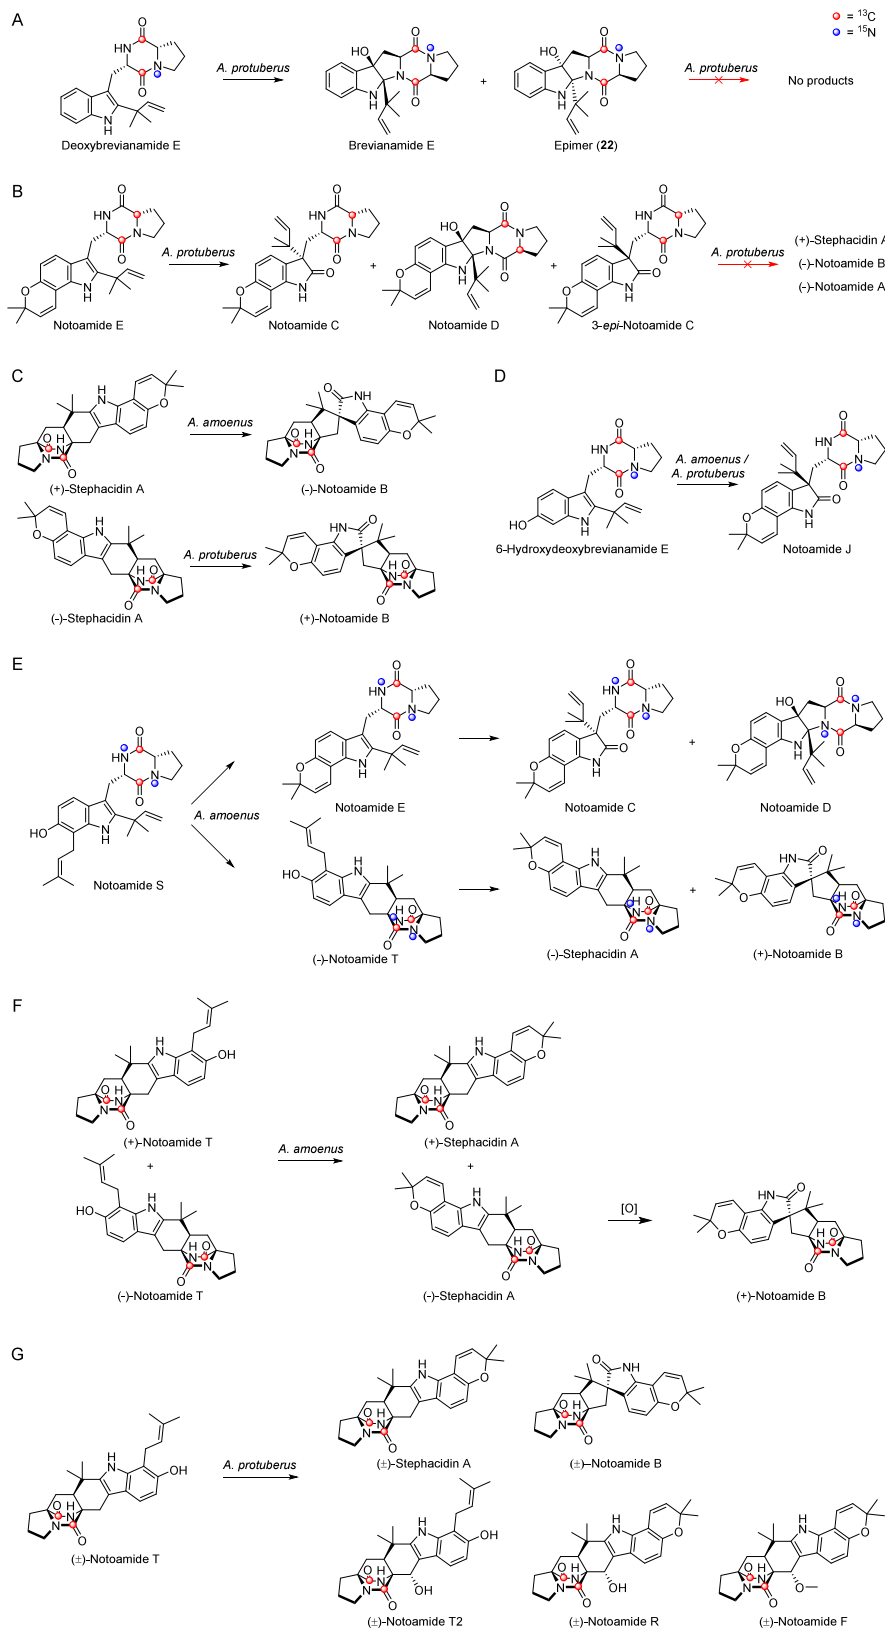 A
= ¹³C
= ¹⁵N
A. protuberus
+
A. protuberus
No products
Deoxybrevianamide E
Brevianamide E
Epimer (22)
B
A. protuberus
+
+
A. protuberus
(+)-Stephacidin A
(-)-Notoamide B
(-)-Notoamide A
Notoamide E
Notoamide C
Notoamide D
3-epi-Notoamide C
C
A. amoenus
(+)-Stephacidin A
(-)-Notoamide B
A. protuberus
(-)-Stephacidin A
(+)-Notoamide B
D
A. amoenus /
A. protuberus
6-Hydroxydeoxybrevianamide E
Notoamide J
E
Notoamide S
A. amoenus
Notoamide E
+
Notoamide C
Notoamide D
(-)-Notoamide T
+
(-)-Stephacidin A
(+)-Notoamide B
F
(+)-Notoamide T
+
(-)-Notoamide T
A. amoenus
(+)-Stephacidin A
+
(-)-Stephacidin A
[O]
(+)-Notoamide B
G
(±)-Notoamide T
A. protuberus
(±)-Stephacidin A
(±)–Notoamide B
(±)-Notoamide T2
(±)-Notoamide R
(±)-Notoamide F